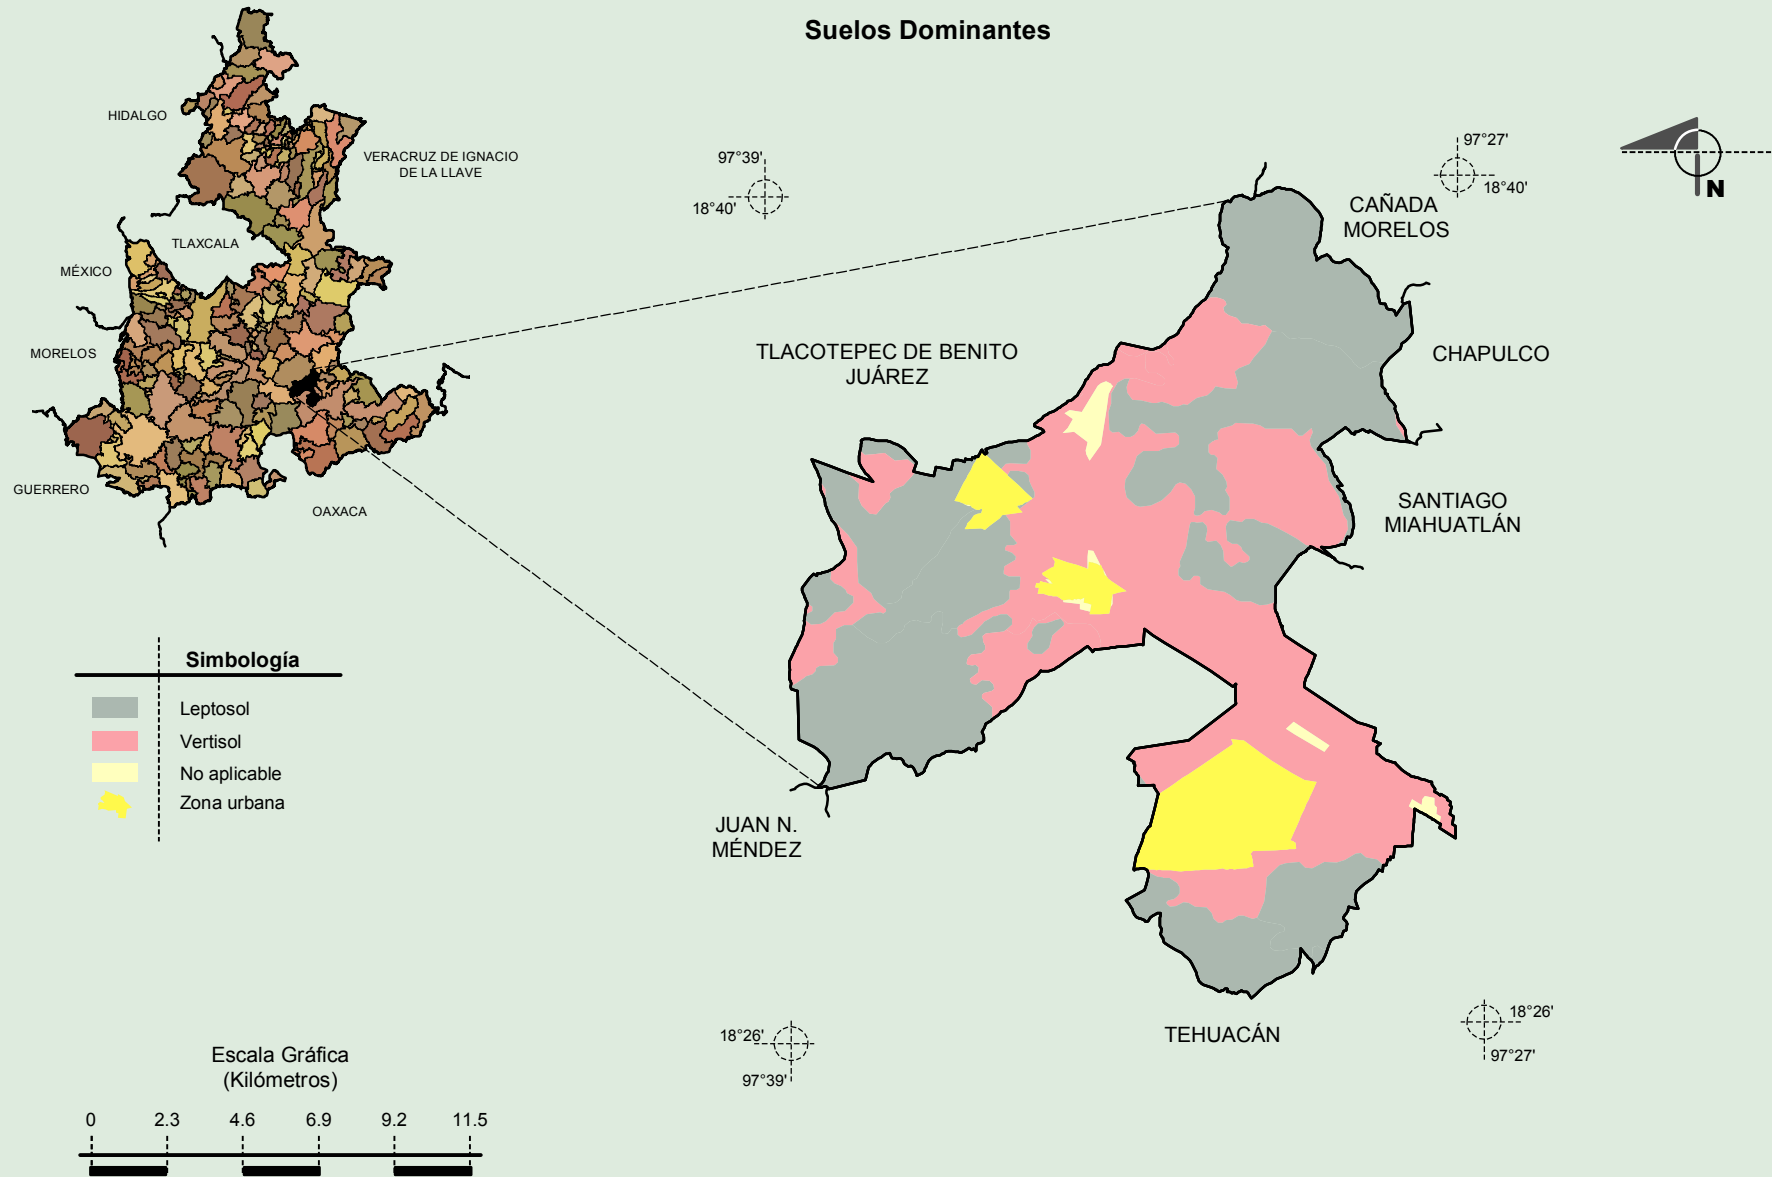 Suelos Dominantes
HIDALGO
VERACRUZ DE IGNACIO
DE LA LLAVE
TLAXCALA
MÉXICO
MORELOS
GUERRERO
OAXACA
97°39'
18°40'
97°27'
18°40'
N
CAÑADA
MORELOS
TLACOTEPEC DE BENITO
JUÁREZ
CHAPULCO
SANTIAGO
MIAHUATLÁN
JUAN N.
MÉNDEZ
TEHUACÁN
Simbología
Leptosol
Vertisol
No aplicable
Zona urbana
18°26'
97°39'
18°26'
97°27'
Escala Gráfica
(Kilómetros)
0 2.3 4.6 6.9 9.2 11.5